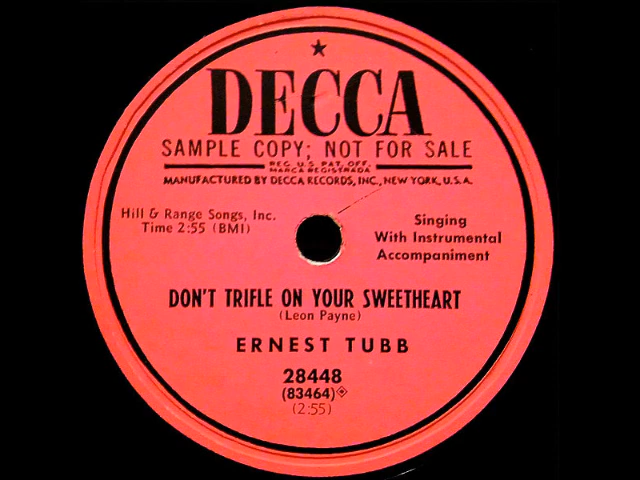 DECCA
SAMPLE COPY; NOT FOR SALE
REG. U.S. PAT. OFF.
MARCA REGISTRADA
MANUFACTURED BY DECCA RECORDS, INC., NEW YORK, U.S.A.
Hill & Range Songs, Inc.
Time 2:55 (BMI)
Singing
With Instrumental
Accompaniment
DON'T TRIFLE ON YOUR SWEETHEART
(Leon Payne)
ERNEST TUBB
28448
(83464)
(2:55)